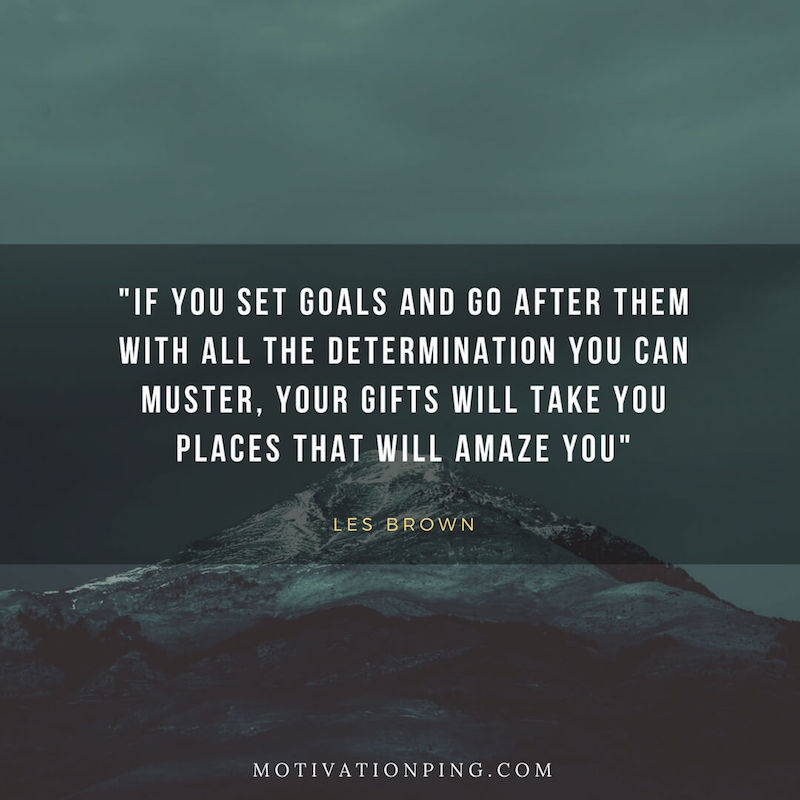 "IF YOU SET GOALS AND GO AFTER THEM
WITH ALL THE DETERMINATION YOU CAN
MUSTER, YOUR GIFTS WILL TAKE YOU
PLACES THAT WILL AMAZE YOU"
LES BROWN
MOTIVATIONPING.COM